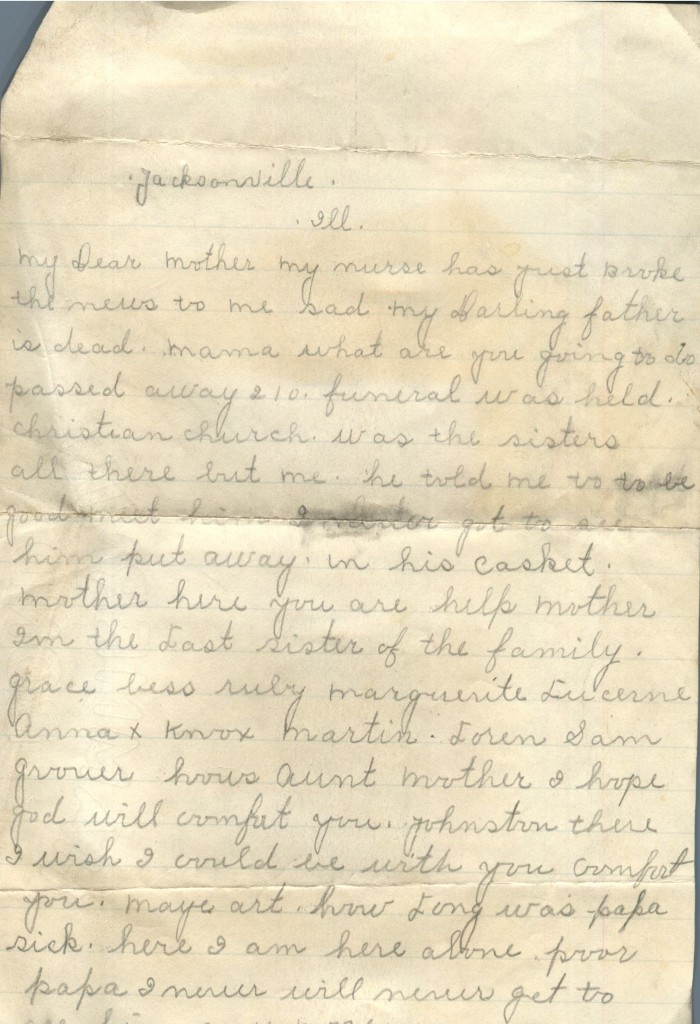 . Jacksonville .
. Ill.
my Dear mother my nurse has just broke
the news to me sad my Darling father
is dead. mama what are you going to do
passed away 210. funeral was held.
christian church. was the sisters
all there but me. he told me to to be
good meet him I never got to see
him put away. in his casket.
mother here you are help mother
Im the Last sister of the family.
grace bess ruby marguerite Lucerne
Anna x Knox martin. Loren Sam
grover hows aunt mother I hope
god will comfut you. johnston there
I wish I could be with you comfort
you. maye art. how Long was papa
sick. here I am here alone. poor
papa I never will never get to